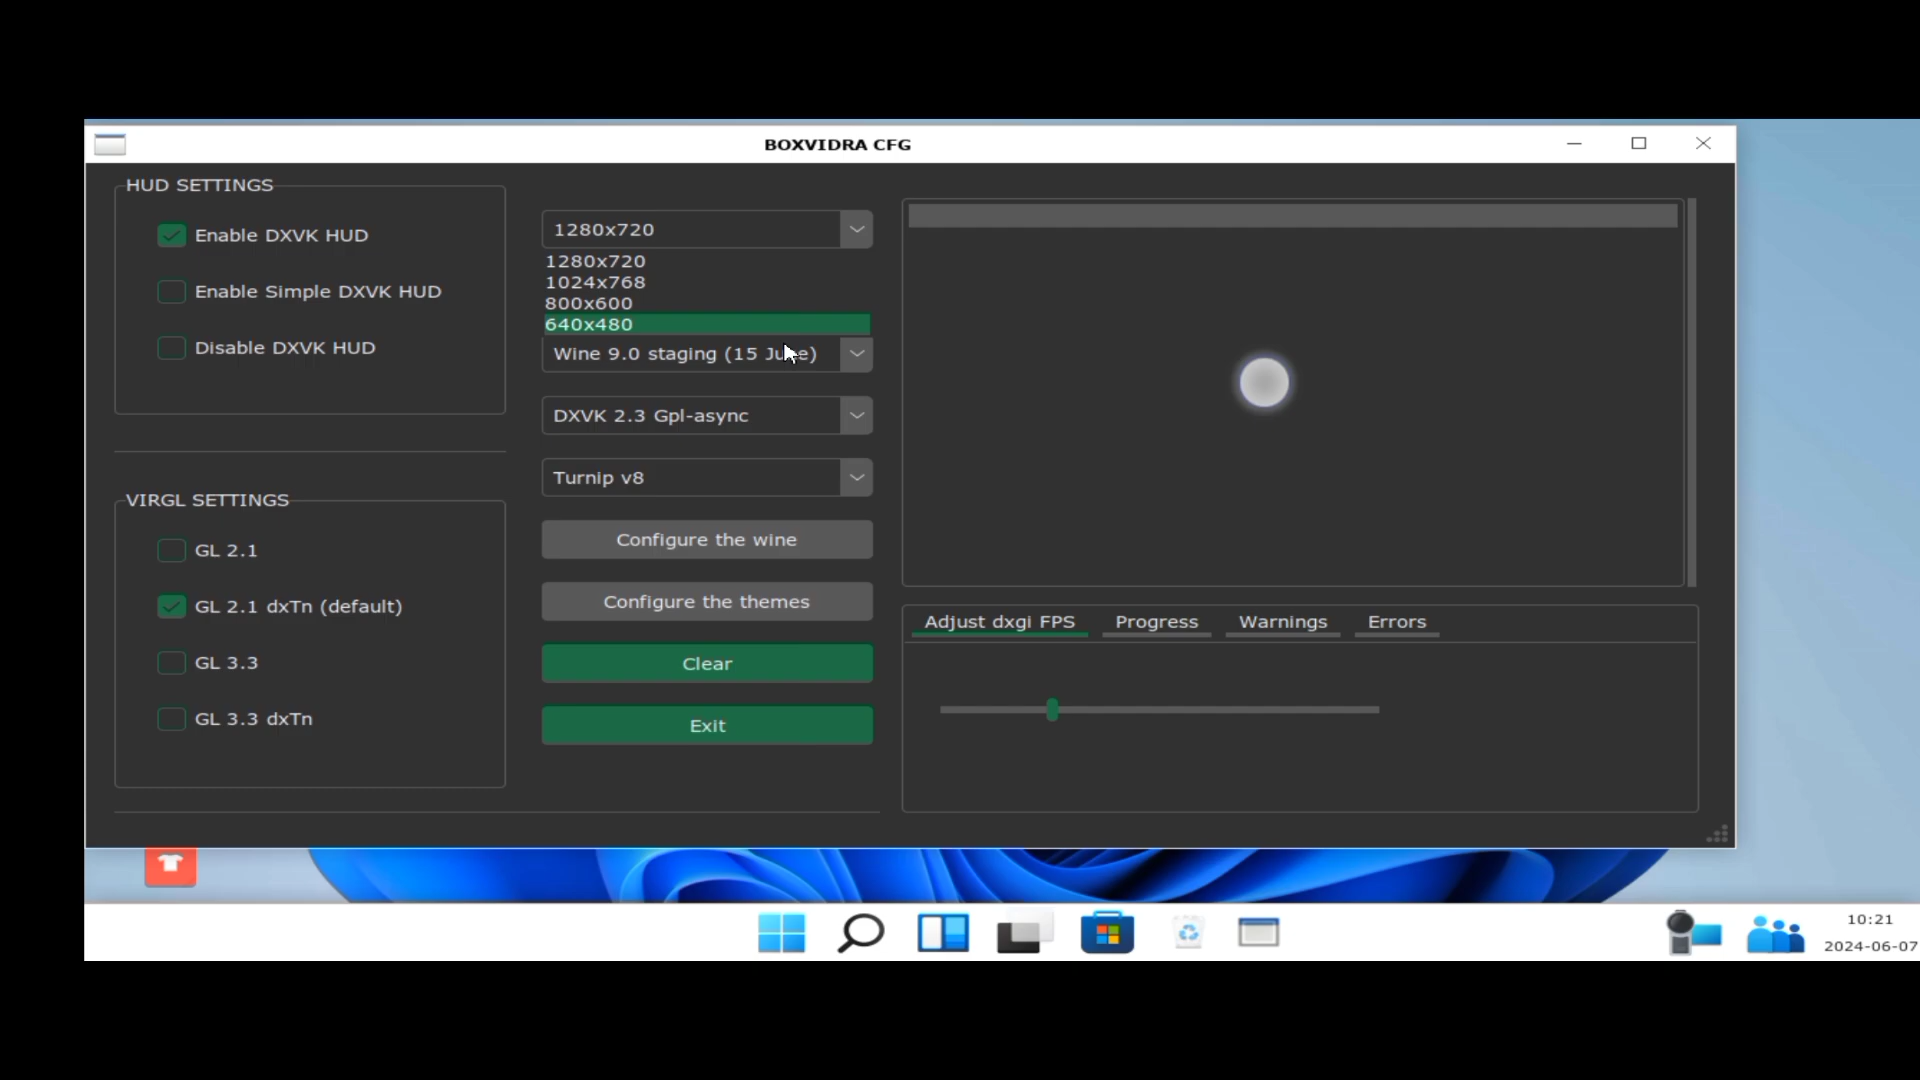 BOXVIDRA CFG
HUD SETTINGS
Enable DXVK HUD
Enable Simple DXVK HUD
Disable DXVK HUD
VIRGL SETTINGS
GL 2.1
GL 2.1 dxTn (default)
GL 3.3
GL 3.3 dxTn
1280x720
1280x720
1024x768
800x600
640x480
Wine 9.0 staging (15 June)
DXVK 2.3 Gpl-async
Turnip v8
Configure the wine
Configure the themes
Clear
Exit
Adjust dxgi FPS
Progress
Warnings
Errors
10:21
2024-06-07